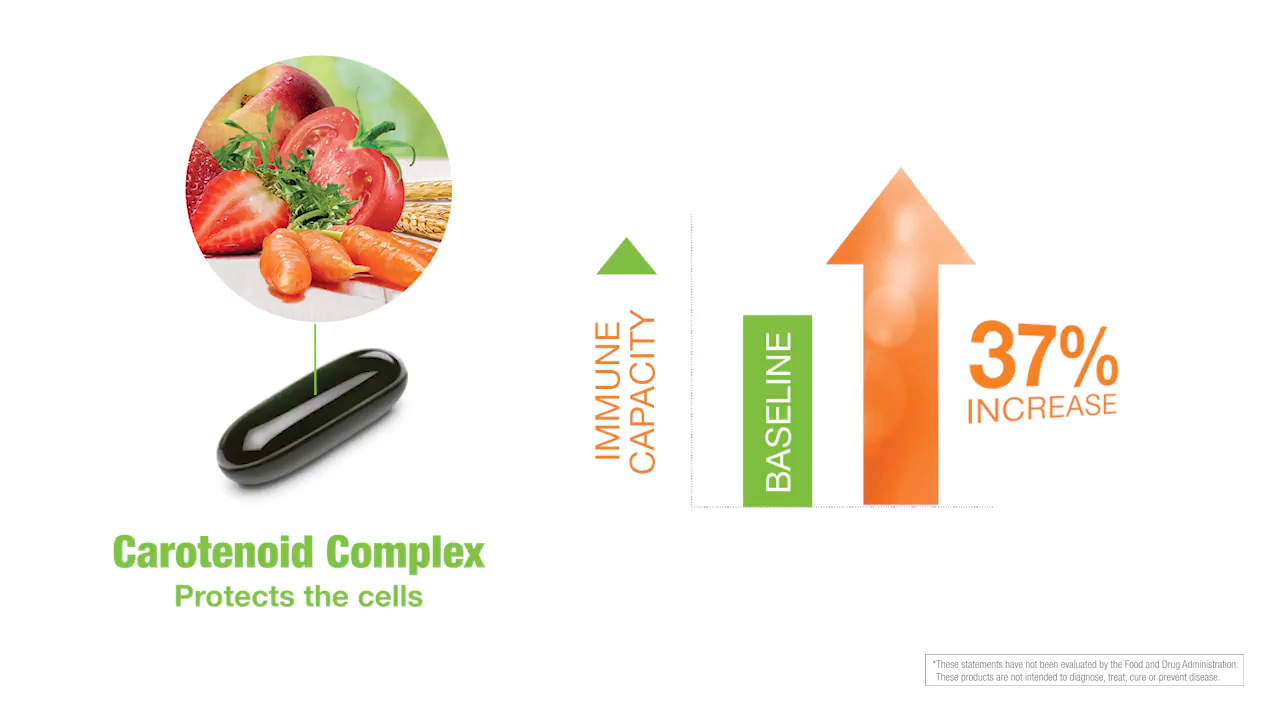 Carotenoid Complex
Protects the cells
IMMUNE
CAPACITY
BASELINE
37%
INCREASE
*These statements have not been evaluated by the Food and Drug Administration.
These products are not intended to diagnose, treat, cure or prevent disease.